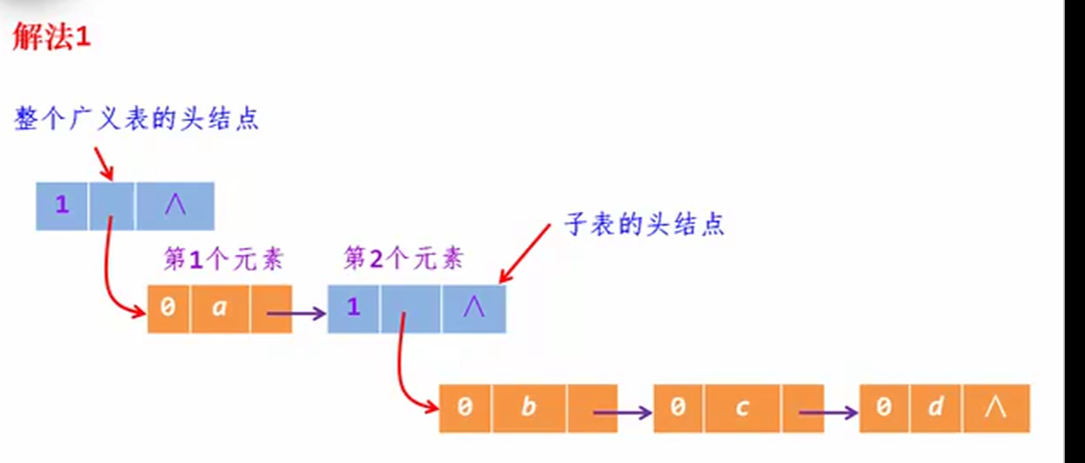 解法1
整个广义表的头结点
1 ∧
子表的头结点
第1个元素 第2个元素
0 a 1 ∧
0 b 0 c 0 d ∧